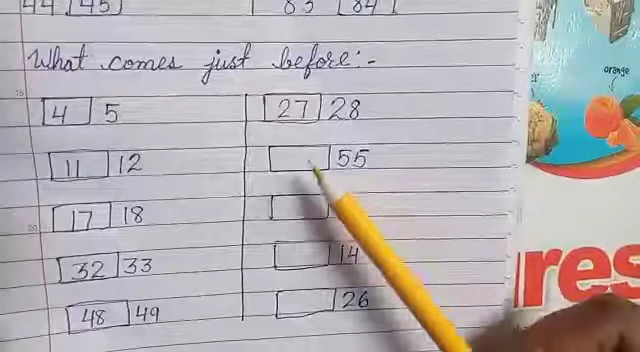 44 45 83 84
What comes just before:-
4 5 27 28
11 12 55
17 18
32 33 14
48 49 26
orange
res